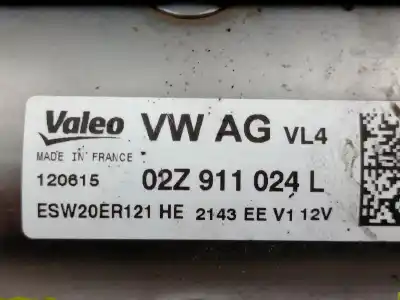 Valeo VW AG VL4
MADE IN FRANCE
120615 02Z 911 024 L
ESW20ER121 HE 2143 EE V1 12V